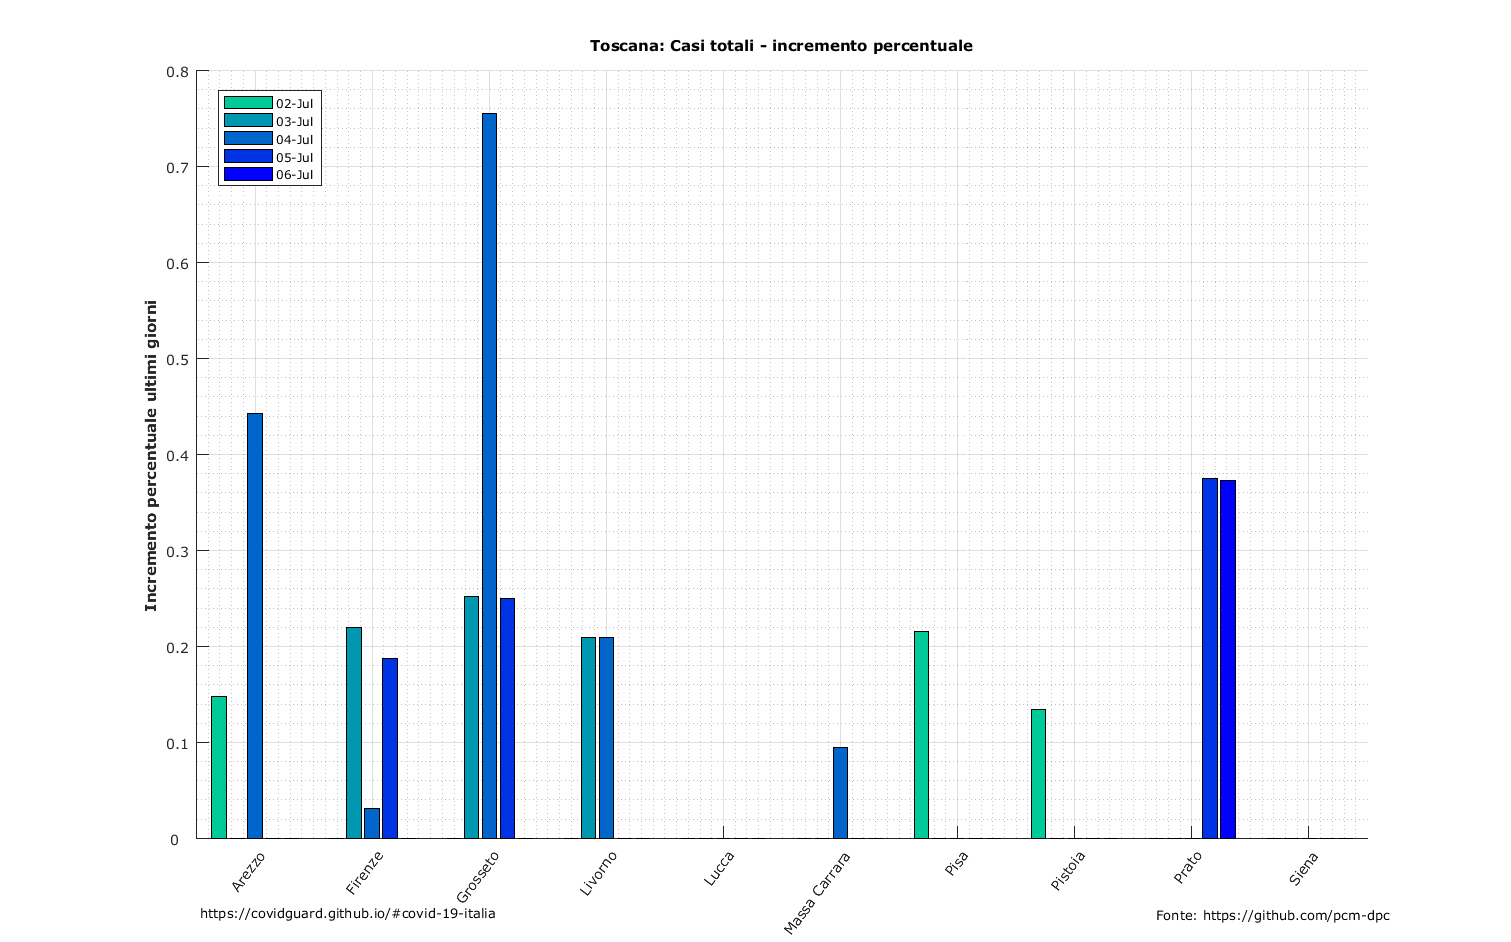 Toscana: Casi totali - incremento percentuale
0.8
0.7
0.6
0.5
0.4
0.3
0.2
0.1
0
Incremento percentuale ultimi giorni
02-Jul
03-Jul
04-Jul
05-Jul
06-Jul
Arezzo
Firenze
Grosseto
Livorno
Lucca
Massa Carrara
Pisa
Pistoia
Prato
Siena
https://covidguard.github.io/#covid-19-italia
Fonte: https://github.com/pcm-dpc